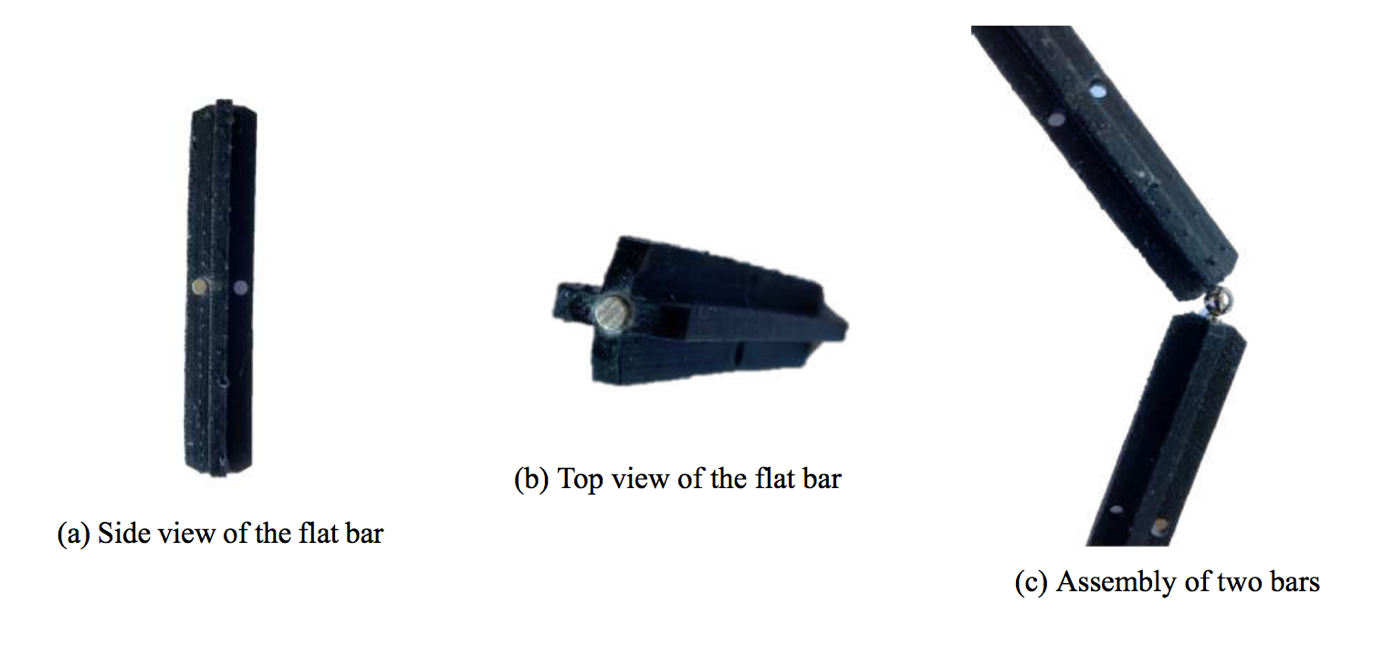 (a) Side view of the flat bar
(b) Top view of the flat bar
(c) Assembly of two bars